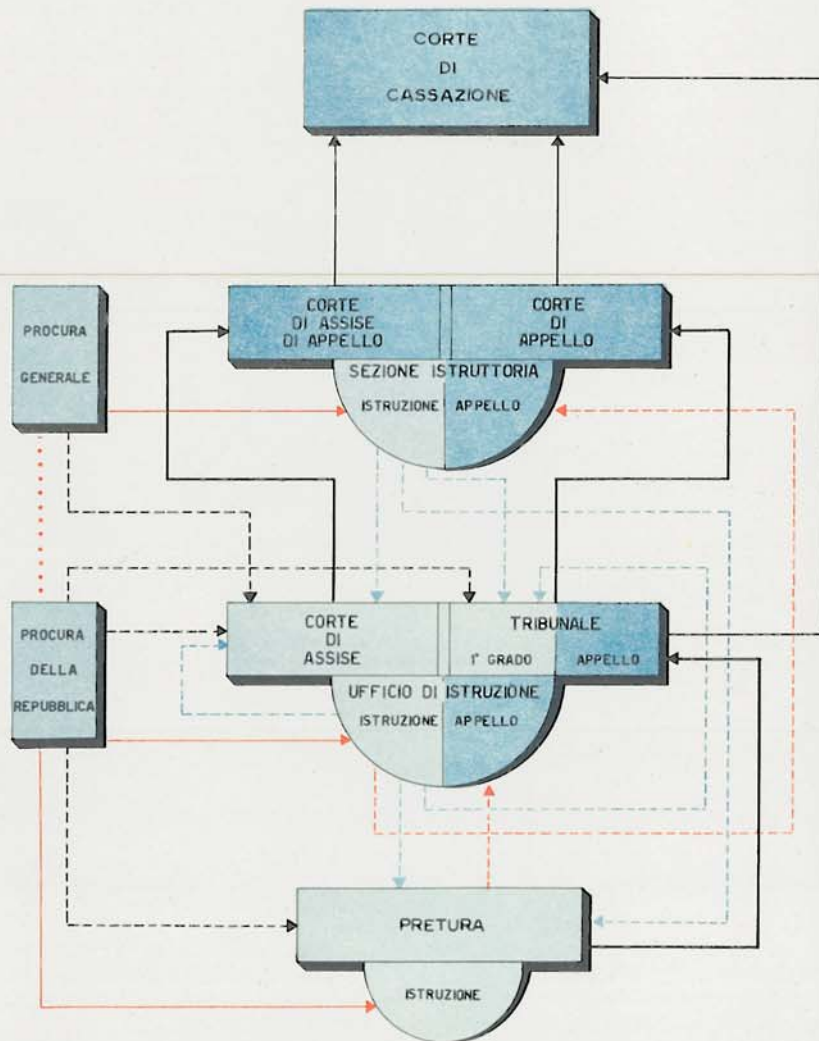 CORTE
DI
CASSAZIONE
PROCURA
GENERALE
CORTE
DI ASSISE
DI APPELLO
CORTE
DI
APPELLO
SEZIONE ISTRUTTORIA
ISTRUZIONE APPELLO
PROCURA
DELLA
REPUBBLICA
CORTE
DI
ASSISE
TRIBUNALE
1° GRADO APPELLO
UFFICIO DI ISTRUZIONE
ISTRUZIONE APPELLO
PRETURA
ISTRUZIONE